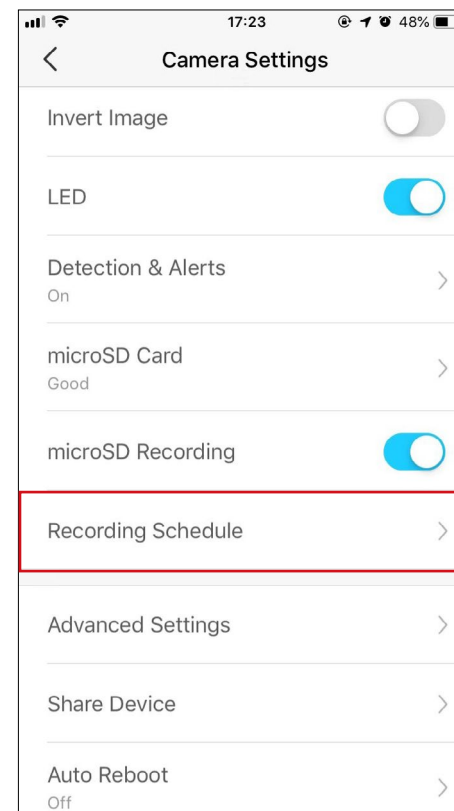 17:23
48%
Camera Settings
Invert Image
LED
Detection & Alerts
On
microSD Card
Good
microSD Recording
Recording Schedule
Advanced Settings
Share Device
Auto Reboot
Off